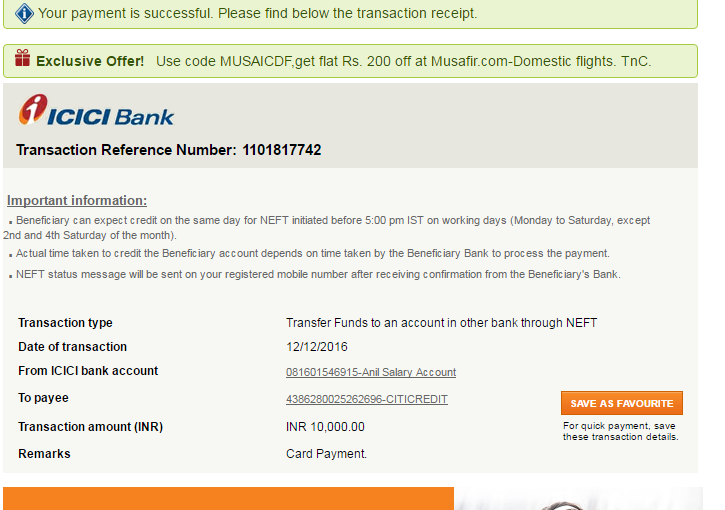 Your payment is successful. Please find below the transaction receipt.
Exclusive Offer! Use code MUSAICDF,get flat Rs. 200 off at Musafir.com-Domestic flights. TnC.
ICICI Bank
Transaction Reference Number: 1101817742
Important information:
Beneficiary can expect credit on the same day for NEFT initiated before 5:00 pm IST on working days (Monday to Saturday, except
2nd and 4th Saturday of the month).
Actual time taken to credit the Beneficiary account depends on time taken by the Beneficiary Bank to process the payment.
NEFT status message will be sent on your registered mobile number after receiving confirmation from the Beneficiary's Bank.
Transaction type Transfer Funds to an account in other bank through NEFT
Date of transaction 12/12/2016
From ICICI bank account 081601546915-Anil Salary Account
To payee 4386280025262696-CITICREDIT
SAVE AS FAVOURITE
Transaction amount (INR) INR 10,000.00
For quick payment, save
these transaction details.
Remarks Card Payment.